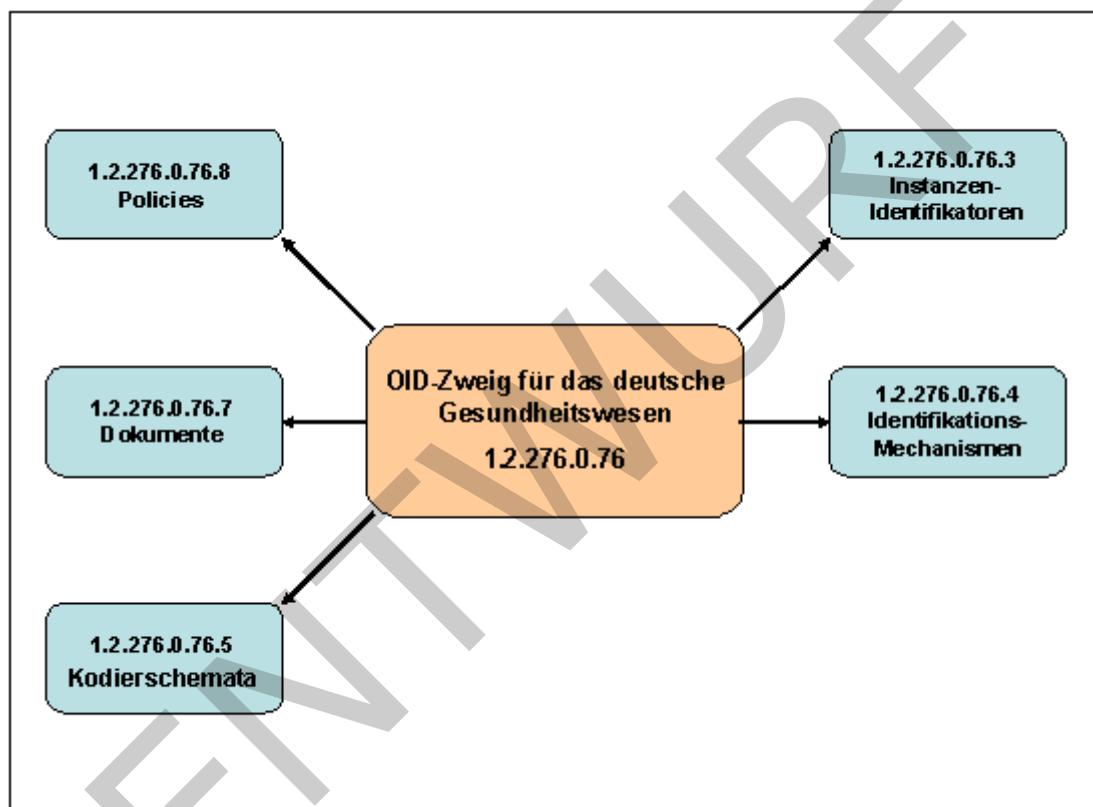 1.2.276.0.76.8
Policies
1.2.276.0.76.3
Instanzen-
Identifikatoren
OID-Zweig für das deutsche
Gesundheitswesen
1.2.276.0.76
1.2.276.0.76.7
Dokumente
1.2.276.0.76.4
Identifikations-
Mechanismen
1.2.276.0.76.5
Kodierschemata
ENTWURF